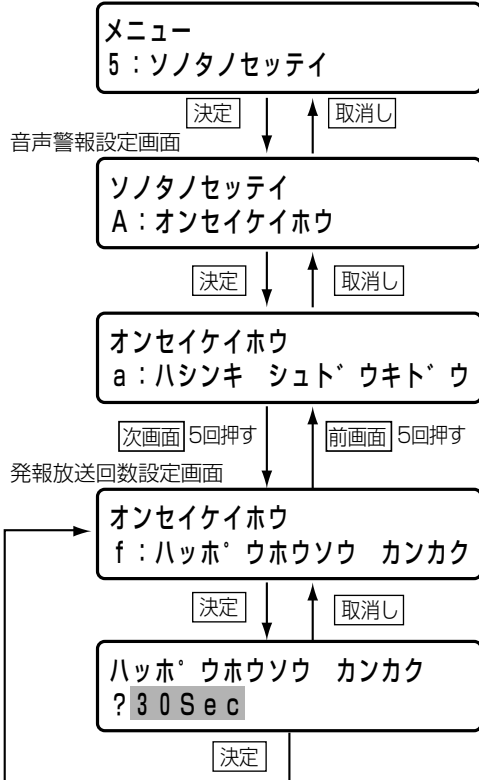 メニュー
5：ソノタノセッテイ
決定 取消し
音声警報設定画面
ソノタノセッテイ
A：オンセイケイホウ
決定 取消し
オンセイケイホウ
a：ハシンキ　シュト゛ウキト゛ウ
次画面 5回押す 前画面 5回押す
発報放送回数設定画面
オンセイケイホウ
f：ハッホ゜ウホウソウ　カンカク
決定 取消し
ハッホ゜ウホウソウ　カンカク
?30Sec
決定